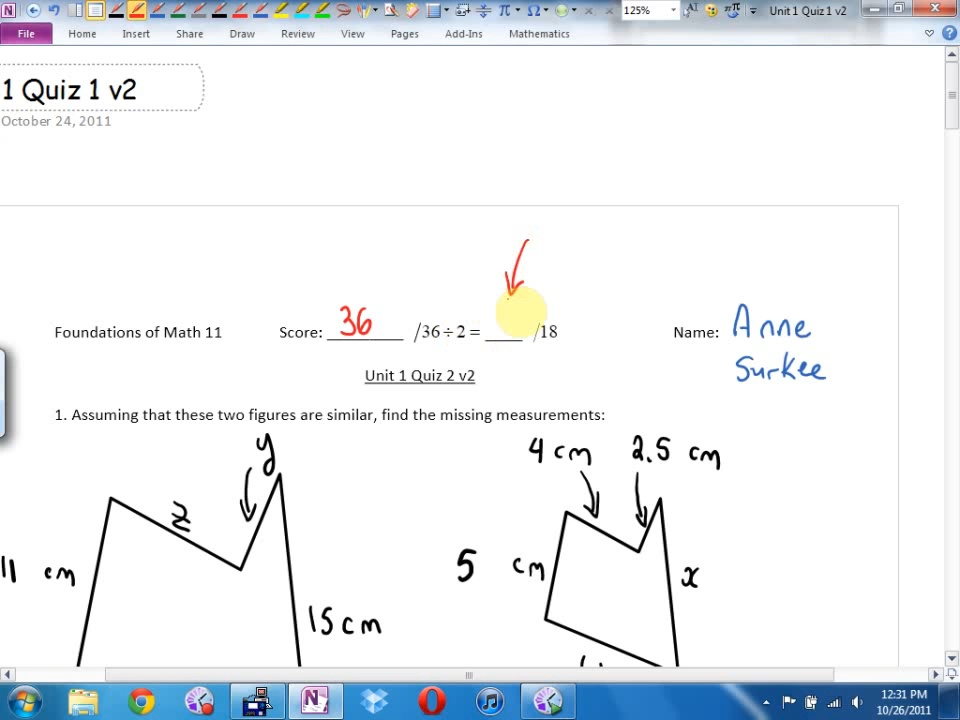 125% Unit 1 Quiz 1 v2
File Home Insert Share Draw Review View Pages Add-Ins Mathematics
1 Quiz 1 v2
October 24, 2011
Foundations of Math 11 Score: 36 /36 ÷ 2 = ____ /18 Name: Anne
Surkee
Unit 1 Quiz 2 v2
1. Assuming that these two figures are similar, find the missing measurements:
y 4 cm 2.5 cm
z
11 cm 5 cm x
15 cm
12:31 PM
10/26/2011